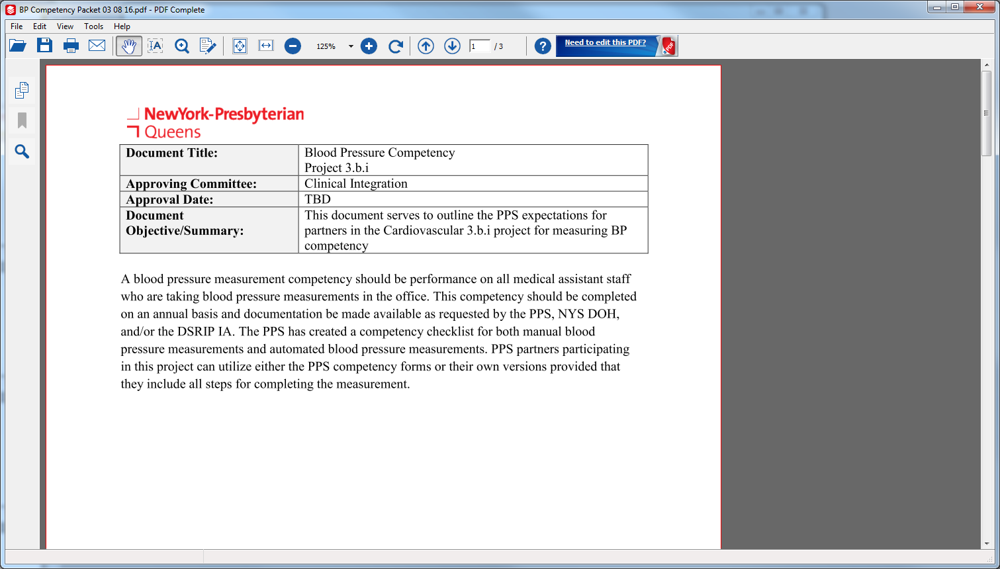 BP Competency Packet 03 08 16.pdf - PDF Complete
File Edit View Tools Help
A 125% 1 / 3 ? Need to edit this PDF? PDF
NewYork-Presbyterian
Queens
Document Title: Blood Pressure Competency
Project 3.b.i
Approving Committee: Clinical Integration
Approval Date: TBD
Document This document serves to outline the PPS expectations for
Objective/Summary: partners in the Cardiovascular 3.b.i project for measuring BP
competency
A blood pressure measurement competency should be performance on all medical assistant staff
who are taking blood pressure measurements in the office. This competency should be completed
on an annual basis and documentation be made available as requested by the PPS, NYS DOH,
and/or the DSRIP IA. The PPS has created a competency checklist for both manual blood
pressure measurements and automated blood pressure measurements. PPS partners participating
in this project can utilize either the PPS competency forms or their own versions provided that
they include all steps for completing the measurement.